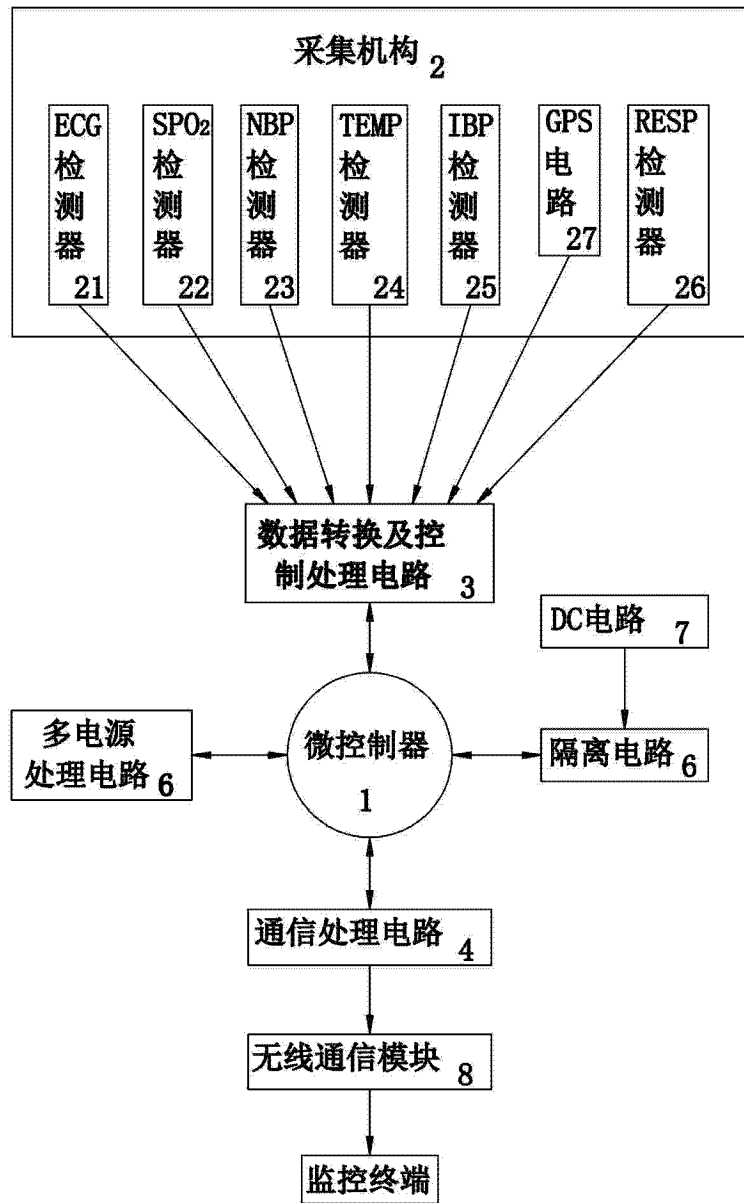 采集机构 2
ECG
检
测
器
21
SPO₂
检
测
器
22
NBP
检
测
器
23
TEMP
检
测
器
24
IBP
检
测
器
25
GPS
电
路
27
RESP
检
测
器
26
数据转换及控
制处理电路 3
DC电路 7
多电源
处理电路 6
微控制器
1
隔离电路 6
通信处理电路 4
无线通信模块 8
监控终端